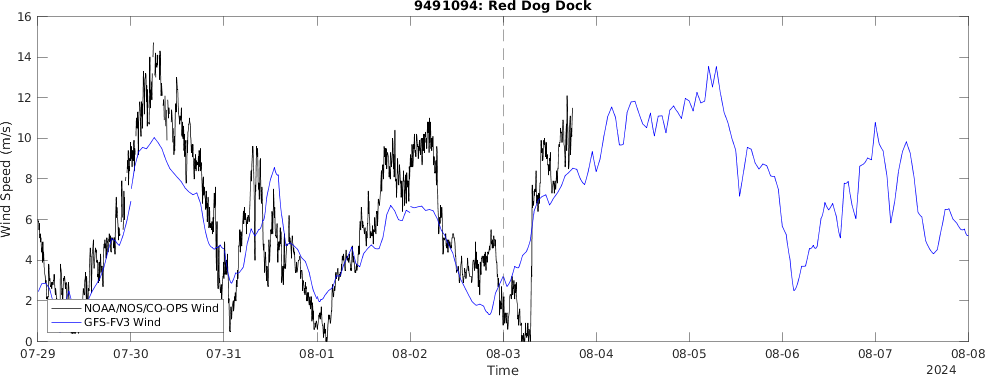 9491094: Red Dog Dock
Wind Speed (m/s)
16
14
12
10
8
6
4
2
0
NOAA/NOS/CO-OPS Wind
GFS-FV3 Wind
07-29 07-30 07-31 08-01 08-02 08-03 08-04 08-05 08-06 08-07 08-08
Time
2024